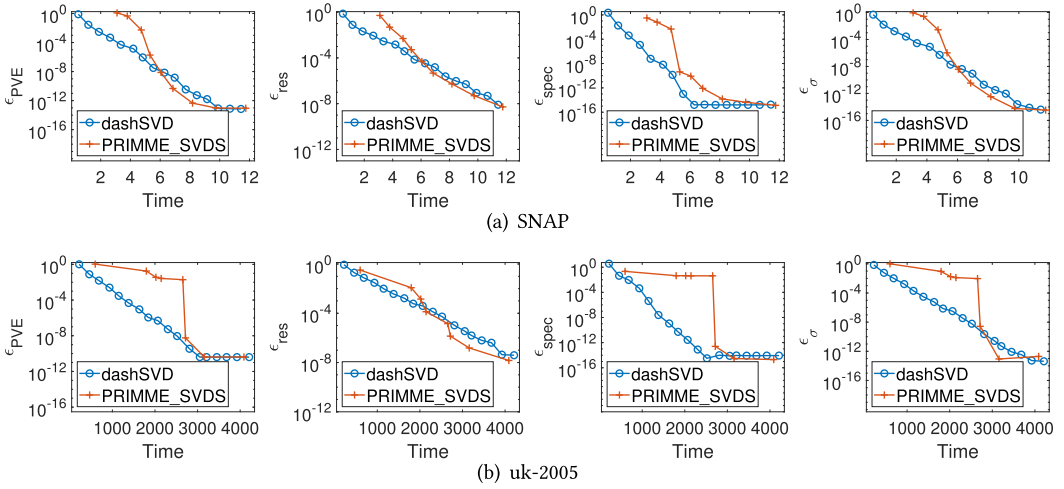 10^0
10^-4
10^-8
10^-12
10^-16
ϵ_PVE
dashSVD
PRIMME_SVDS
2 4 6 8 10 12
Time
10^0
10^-4
10^-8
10^-12
ϵ_res
dashSVD
PRIMME_SVDS
2 4 6 8 10 12
Time
10^0
10^-4
10^-8
10^-12
10^-16
ϵ_spec
dashSVD
PRIMME_SVDS
2 4 6 8 10 12
Time
10^0
10^-4
10^-8
10^-12
10^-16
ϵ_σ
dashSVD
PRIMME_SVDS
2 4 6 8 10
Time
(a) SNAP
10^0
10^-4
10^-8
10^-12
10^-16
ϵ_PVE
dashSVD
PRIMME_SVDS
1000 2000 3000 4000
Time
10^0
10^-4
10^-8
10^-12
ϵ_res
dashSVD
PRIMME_SVDS
1000 2000 3000 4000
Time
10^0
10^-4
10^-8
10^-12
10^-16
ϵ_spec
dashSVD
PRIMME_SVDS
1000 2000 3000 4000
Time
10^0
10^-4
10^-8
10^-12
10^-16
ϵ_σ
dashSVD
PRIMME_SVDS
1000 2000 3000 4000
Time
(b) uk-2005